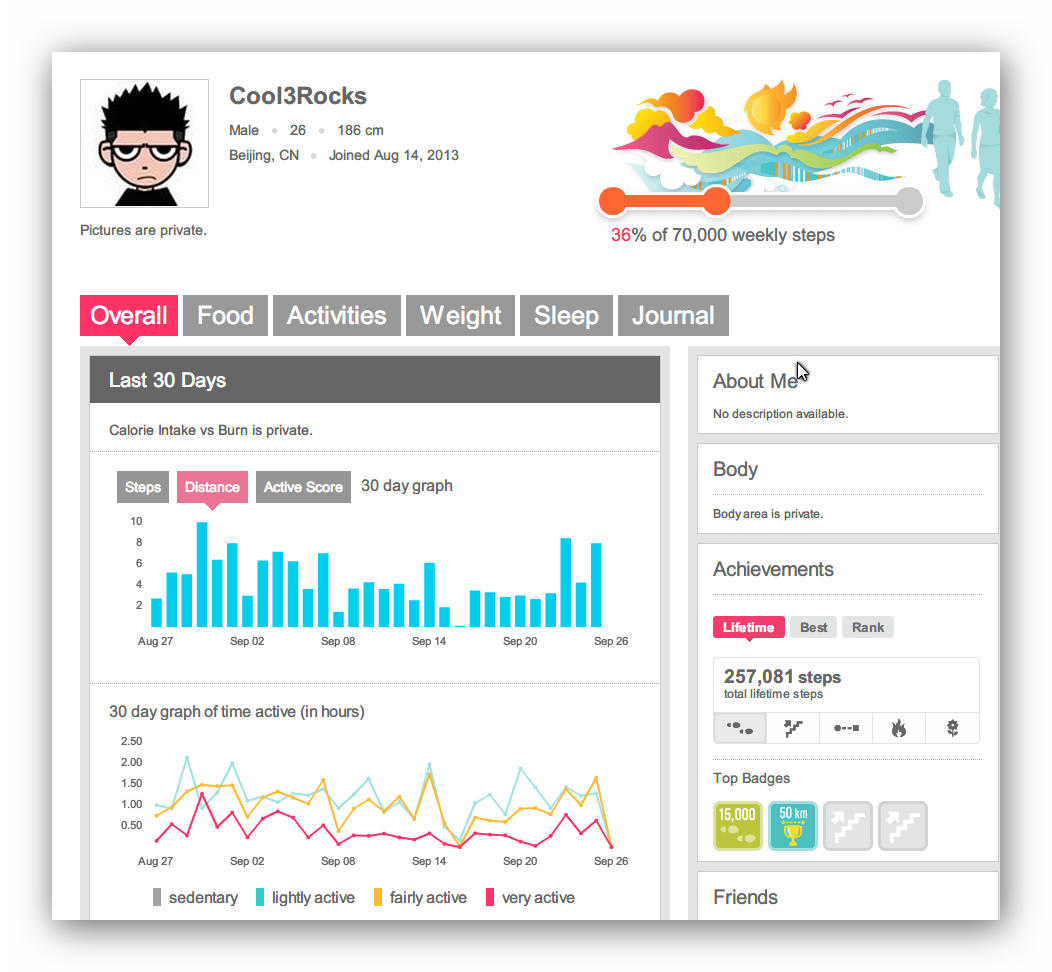 Cool3Rocks
Male 26 186 cm
Beijing, CN Joined Aug 14, 2013
Pictures are private.
36% of 70,000 weekly steps
Overall Food Activities Weight Sleep Journal
Last 30 Days
Calorie Intake vs Burn is private.
Steps Distance Active Score 30 day graph
10
8
6
4
2
Aug 27 Sep 02 Sep 08 Sep 14 Sep 20 Sep 26
30 day graph of time active (in hours)
2.50
2.00
1.50
1.00
0.50
Aug 27 Sep 02 Sep 08 Sep 14 Sep 20 Sep 26
sedentary lightly active fairly active very active
About Me
No description available.
Body
Body area is private.
Achievements
Lifetime Best Rank
257,081 steps
total lifetime steps
Top Badges
15,000 50 km
Friends